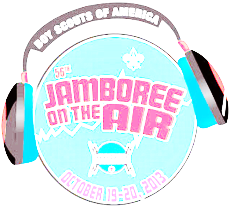 BOY SCOUTS OF AMERICA
56TH
JAMBOREE
ON THE
AIR
OCTOBER 19-20, 2013